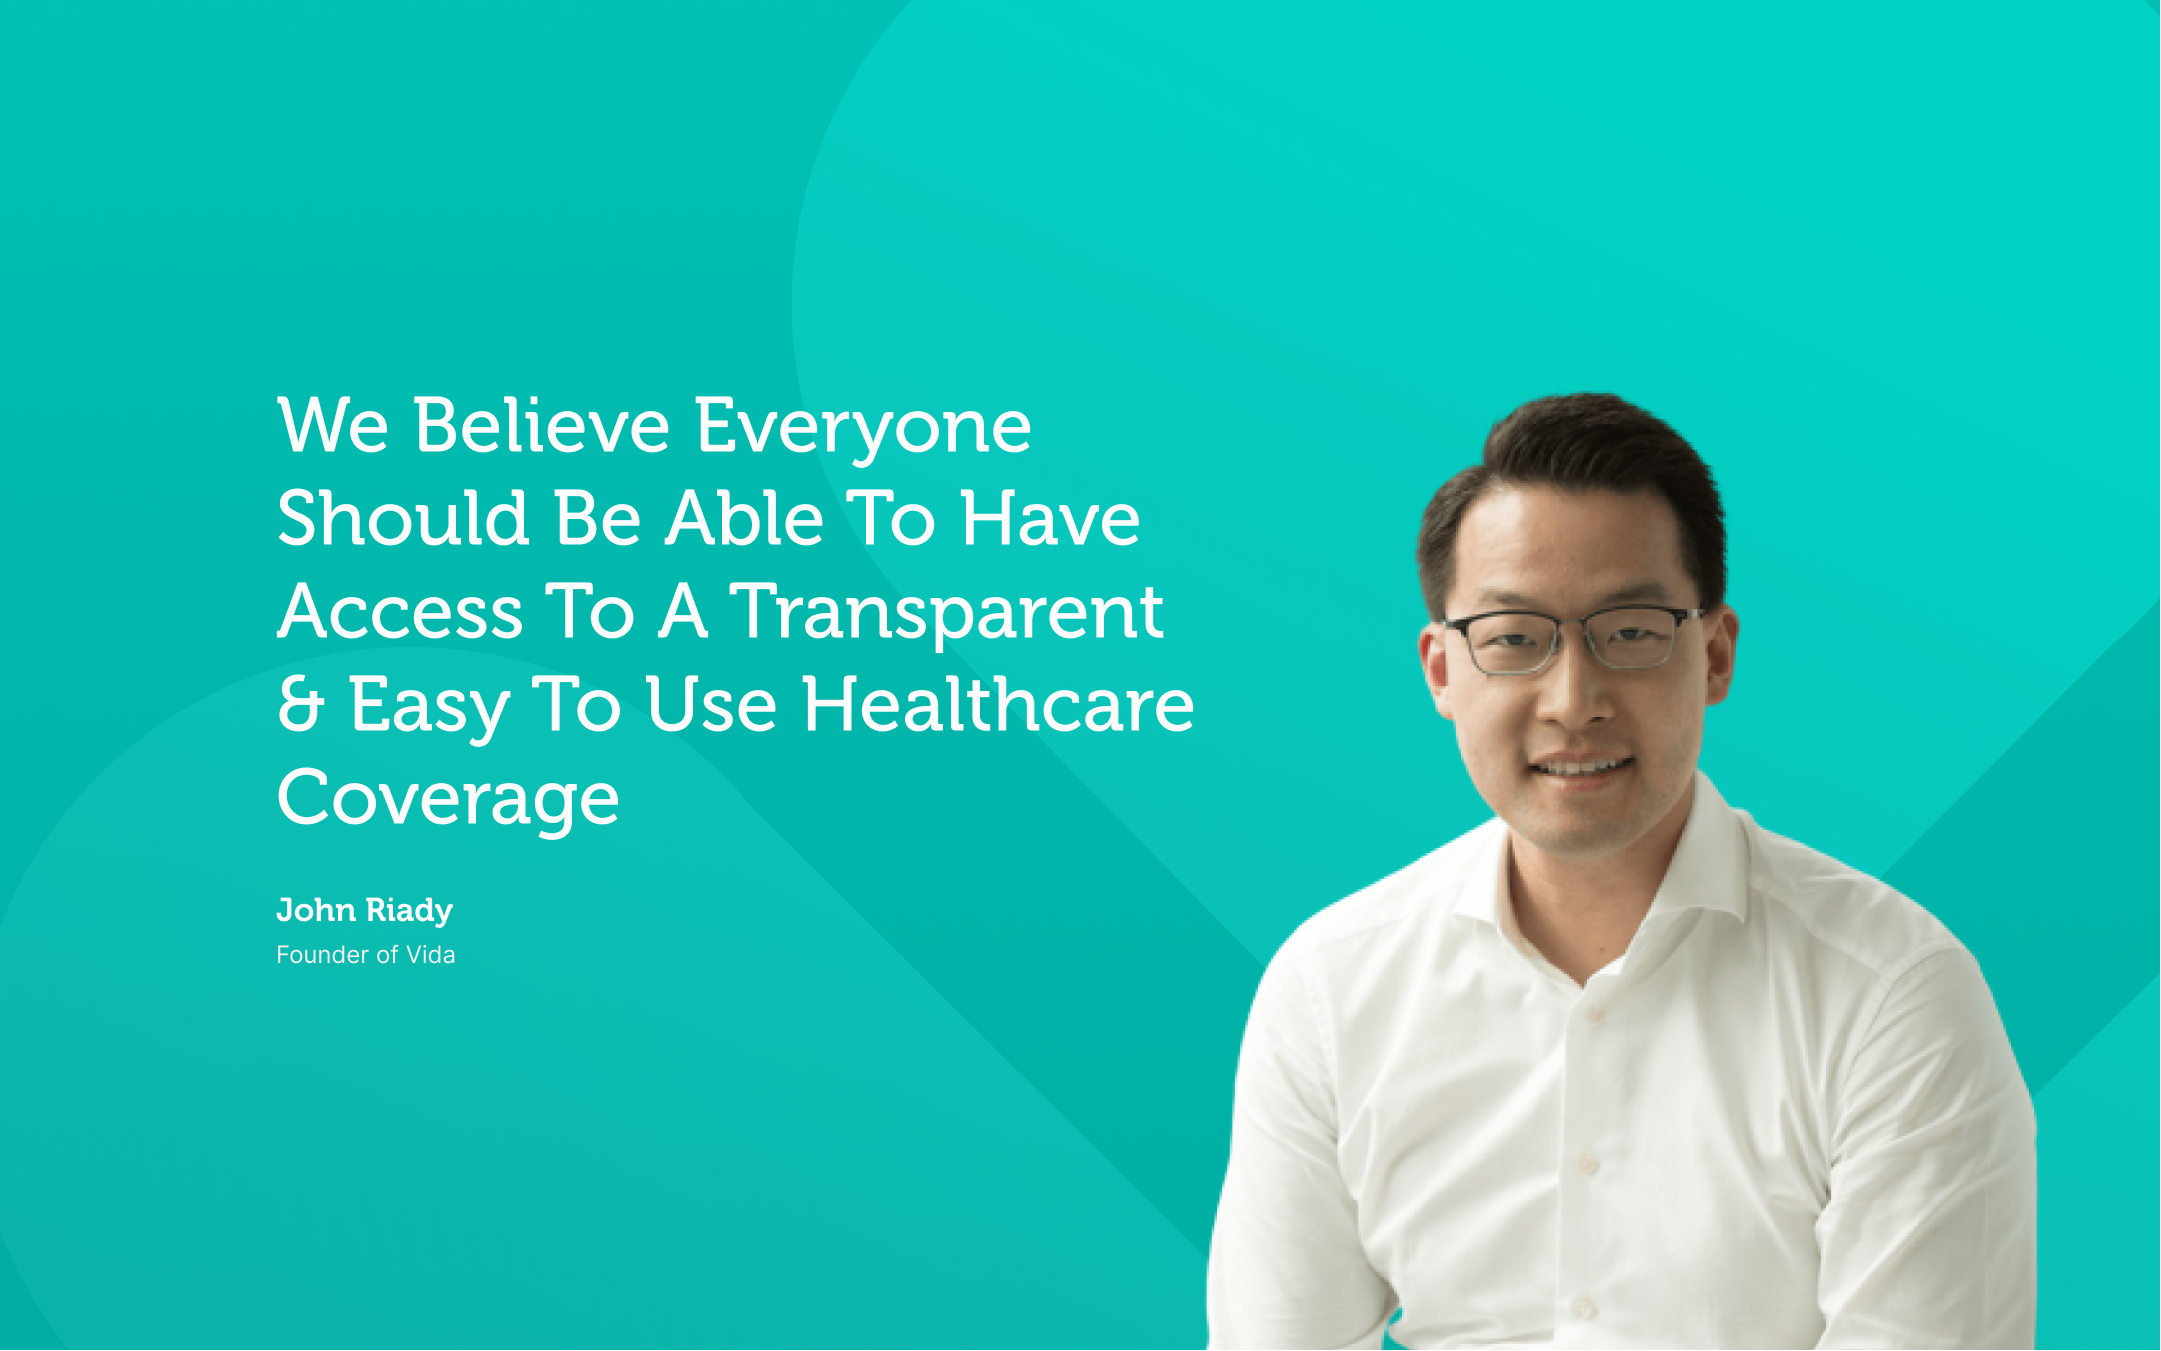 We Believe Everyone
Should Be Able To Have
Access To A Transparent
& Easy To Use Healthcare
Coverage
John Riady
Founder of Vida